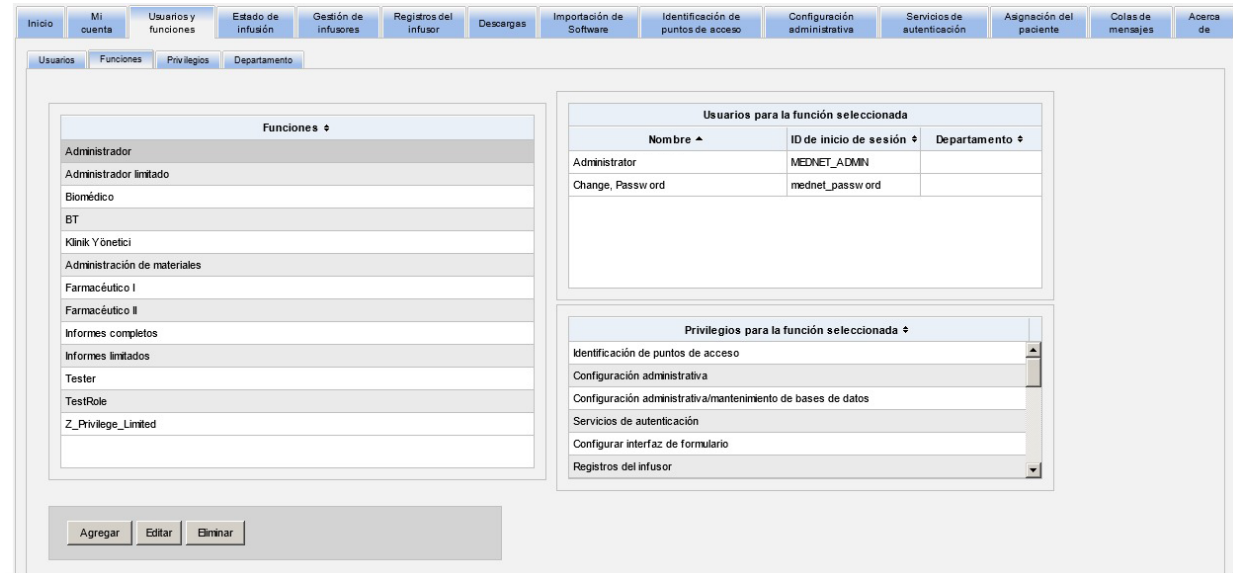 Inicio
Mi cuenta
Usuarios y funciones
Estado de infusión
Gestión de infusores
Registros del infusor
Descargas
Importación de Software
Identificación de puntos de acceso
Configuración administrativa
Servicios de autenticación
Asignación del paciente
Colas de mensajes
Acerca de
Usuarios
Funciones
Privilegios
Departamento
Funciones
Administrador
Administrador limitado
Biomédico
BT
Klinik Yönetici
Administración de materiales
Farmacéutico I
Farmacéutico II
Informes completos
Informes limitados
Tester
TestRole
Z_Privilege_Limited
Usuarios para la función seleccionada
Nombre ID de inicio de sesión Departamento
Administrator MEDNET_ADMIN
Change, Password mednet_password
Privilegios para la función seleccionada
Identificación de puntos de acceso
Configuración administrativa
Configuración administrativa/mantenimiento de bases de datos
Servicios de autenticación
Configurar interfaz de formulario
Registros del infusor
Agregar Editar Eliminar